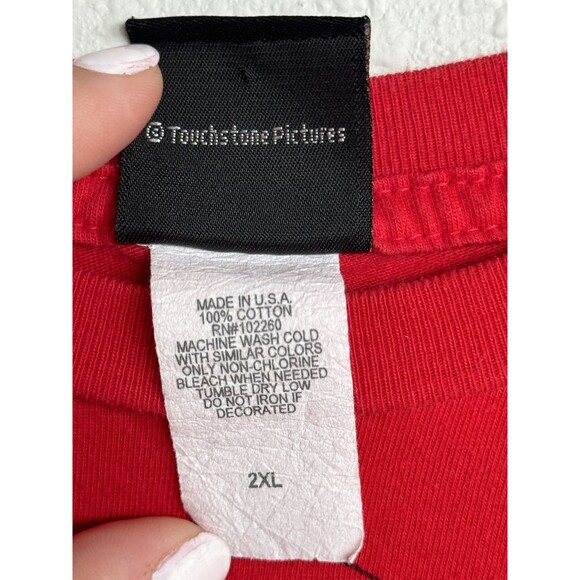 © Touchstone Pictures
MADE IN U.S.A.
100% COTTON
RN#102260
MACHINE WASH COLD
WITH SIMILAR COLORS
ONLY NON-CHLORINE
BLEACH WHEN NEEDED
TUMBLE DRY LOW
DO NOT IRON IF
DECORATED
2XL